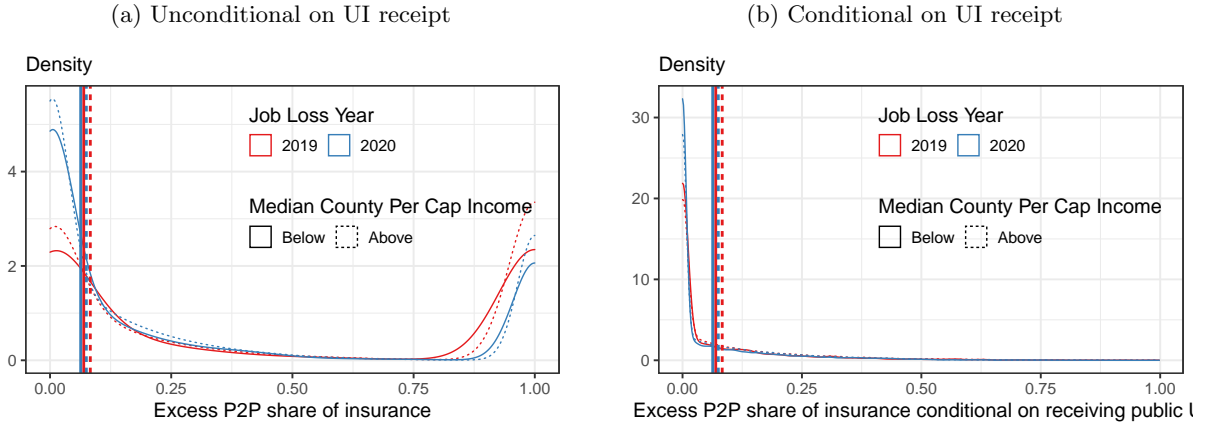 (a) Unconditional on UI receipt
Density
Job Loss Year
2019 2020
Median County Per Cap Income
Below Above
4
2
0
0.00 0.25 0.50 0.75 1.00
Excess P2P share of insurance
(b) Conditional on UI receipt
Density
Job Loss Year
2019 2020
Median County Per Cap Income
Below Above
30
20
10
0
0.00 0.25 0.50 0.75 1.00
Excess P2P share of insurance conditional on receiving public